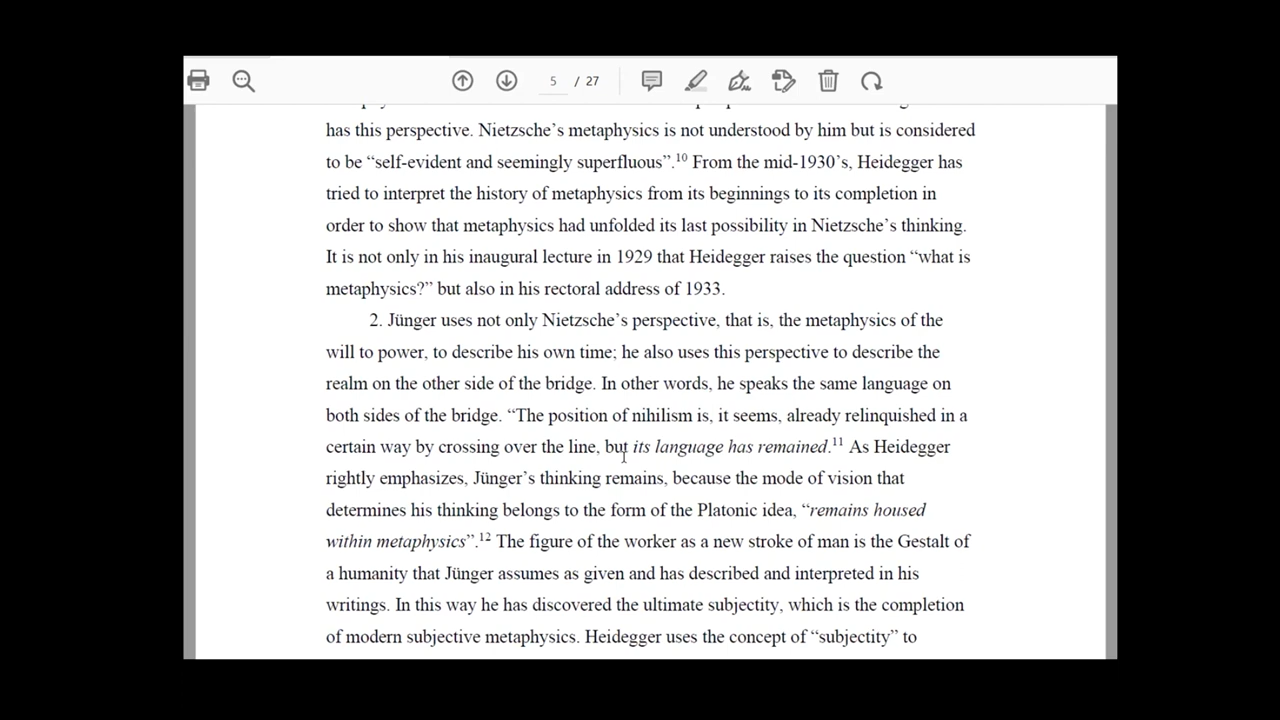 5 / 27
has this perspective. Nietzsche’s metaphysics is not understood by him but is considered
to be “self-evident and seemingly superfluous”.10 From the mid-1930’s, Heidegger has
tried to interpret the history of metaphysics from its beginnings to its completion in
order to show that metaphysics had unfolded its last possibility in Nietzsche’s thinking.
It is not only in his inaugural lecture in 1929 that Heidegger raises the question “what is
metaphysics?” but also in his rectoral address of 1933.
2. Jünger uses not only Nietzsche’s perspective, that is, the metaphysics of the
will to power, to describe his own time; he also uses this perspective to describe the
realm on the other side of the bridge. In other words, he speaks the same language on
both sides of the bridge. “The position of nihilism is, it seems, already relinquished in a
certain way by crossing over the line, but its language has remained.11 As Heidegger
rightly emphasizes, Jünger’s thinking remains, because the mode of vision that
determines his thinking belongs to the form of the Platonic idea, “remains housed
within metaphysics”.12 The figure of the worker as a new stroke of man is the Gestalt of
a humanity that Jünger assumes as given and has described and interpreted in his
writings. In this way he has discovered the ultimate subjectity, which is the completion
of modern subjective metaphysics. Heidegger uses the concept of “subjectity” to